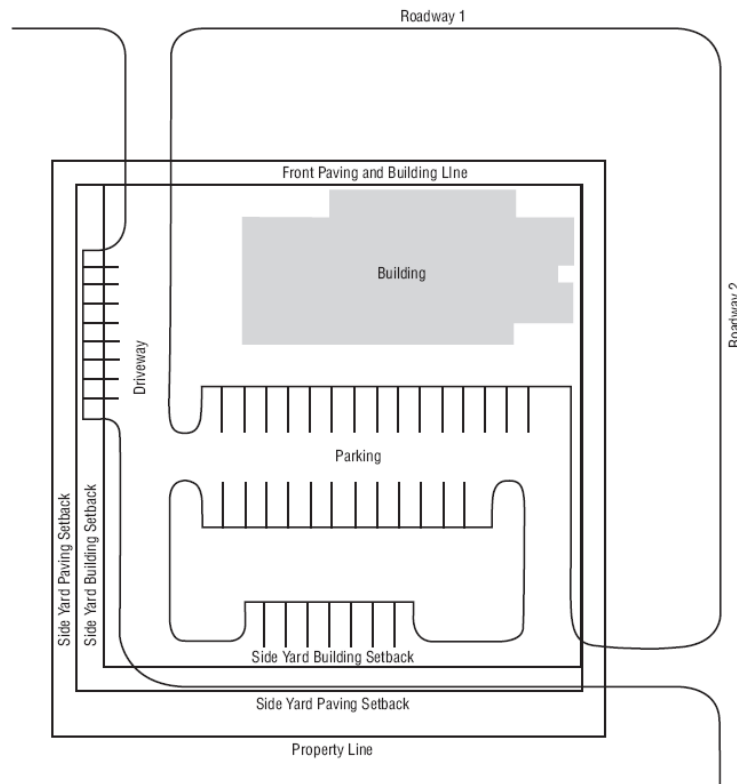 Roadway 1
Front Paving and Building LIne
Building
Roadway 2
Driveway
Parking
Side Yard Paving Setback
Side Yard Building Setback
Side Yard Building Setback
Side Yard Paving Setback
Property Line